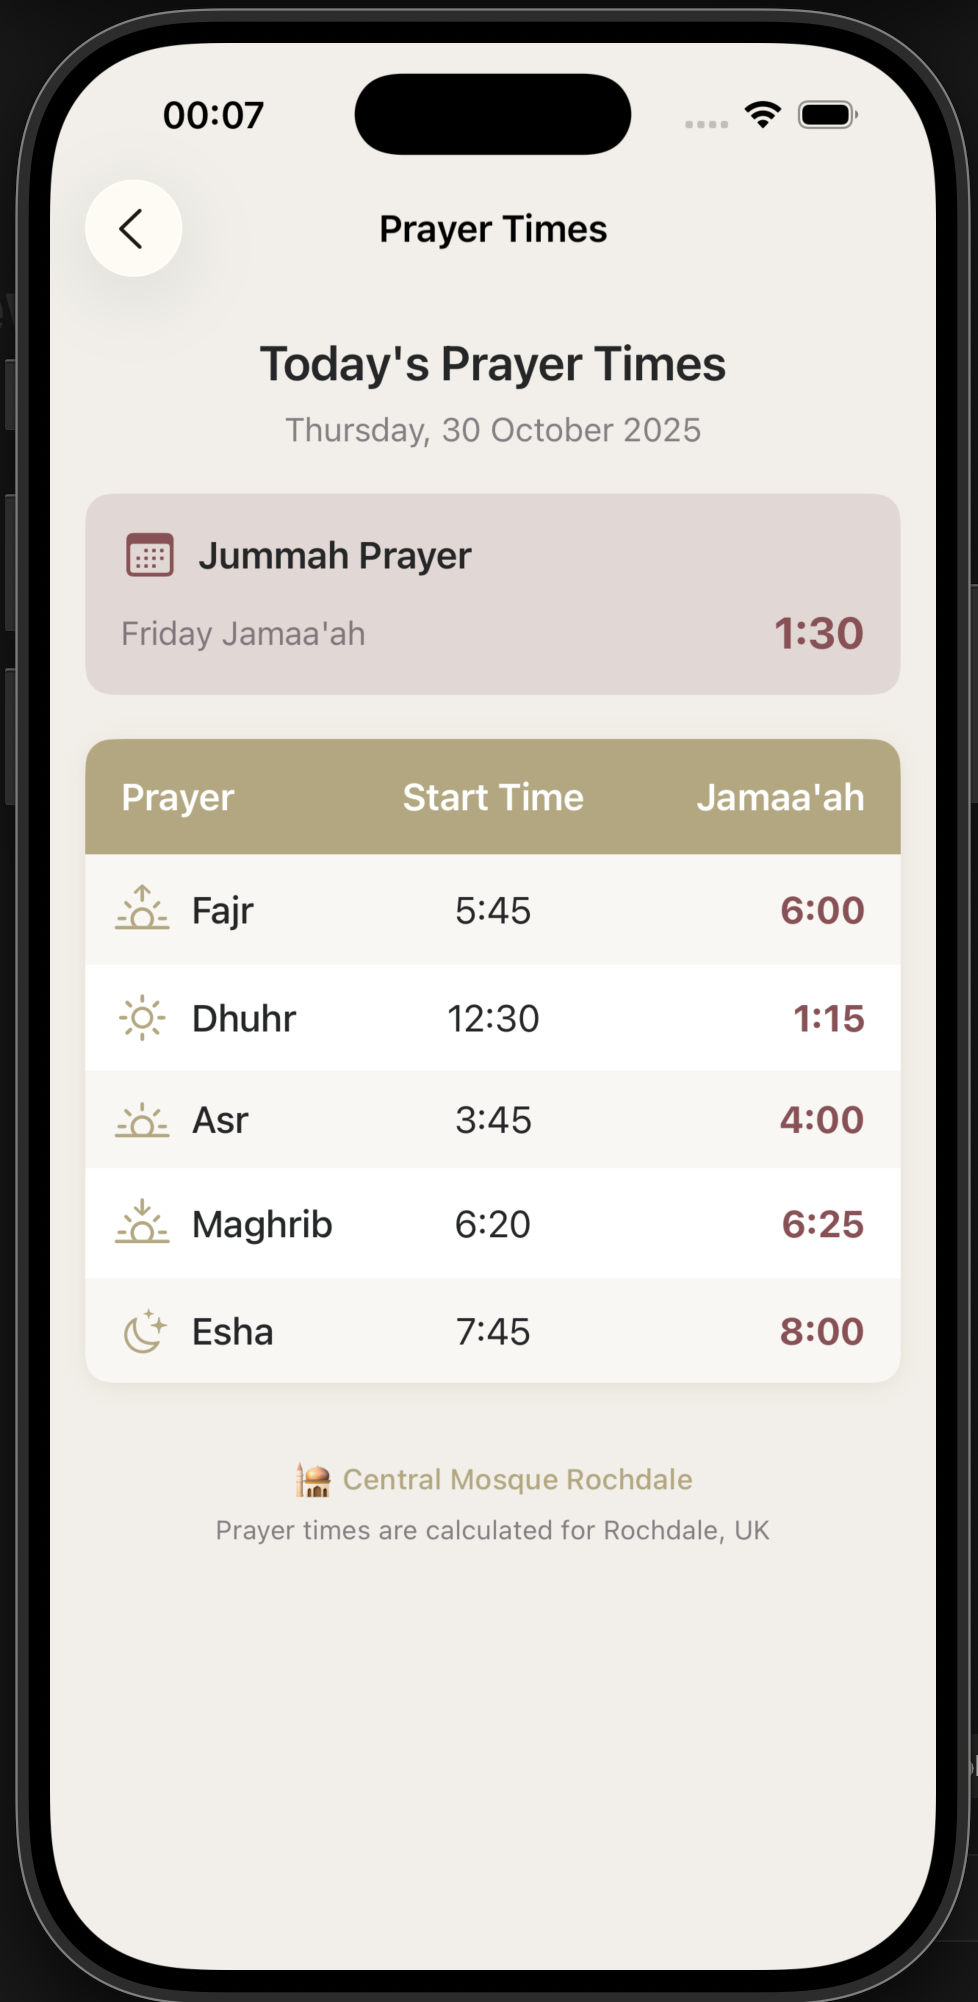 00:07
Prayer Times
Today's Prayer Times
Thursday, 30 October 2025
Jummah Prayer
Friday Jamaa'ah 1:30
Prayer Start Time Jamaa'ah
Fajr 5:45 6:00
Dhuhr 12:30 1:15
Asr 3:45 4:00
Maghrib 6:20 6:25
Esha 7:45 8:00
Central Mosque Rochdale
Prayer times are calculated for Rochdale, UK